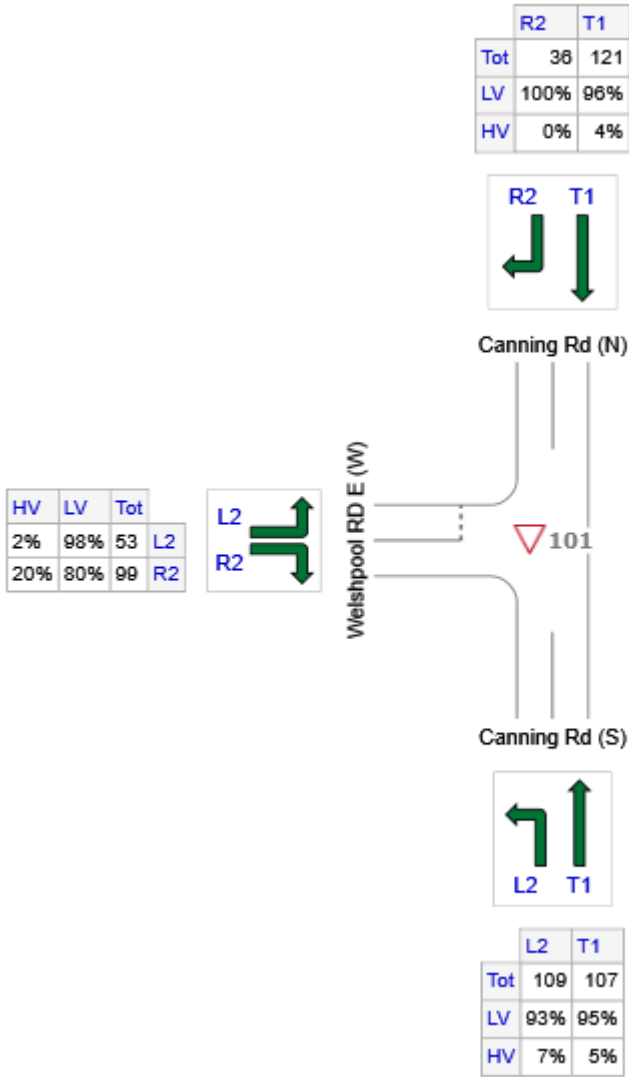 R2 T1
Tot 36 121
LV 100% 96%
HV 0% 4%
R2 T1
Canning Rd (N)
Welshpool RD E (W)
HV LV Tot
2% 98% 53 L2
20% 80% 99 R2
L2
R2
101
Canning Rd (S)
L2 T1
L2 T1
Tot 109 107
LV 93% 95%
HV 7% 5%